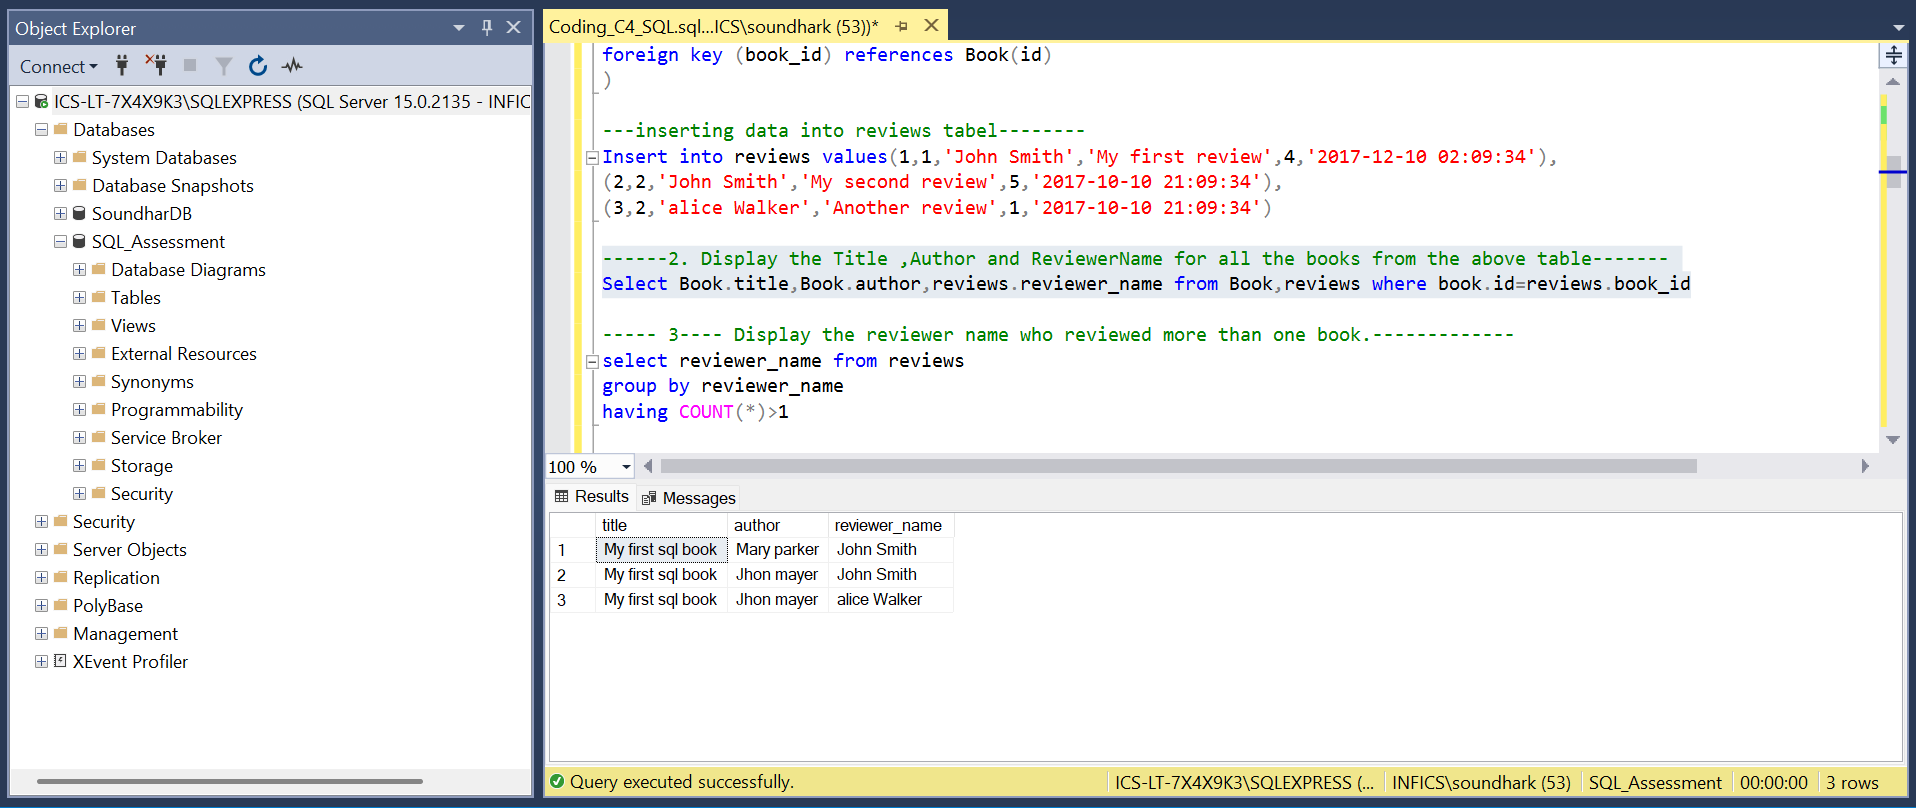 Object Explorer
Connect
ICS-LT-7X4X9K3\SQLEXPRESS (SQL Server 15.0.2135 - INFIC
Databases
System Databases
Database Snapshots
SoundharDB
SQL_Assessment
Database Diagrams
Tables
Views
External Resources
Synonyms
Programmability
Service Broker
Storage
Security
Security
Server Objects
Replication
PolyBase
Management
XEvent Profiler
Coding_C4_SQL.sql...ICS\soundhark (53))*
foreign key (book_id) references Book(id)
)
---inserting data into reviews tabel--------
Insert into reviews values(1,1,'John Smith','My first review',4,'2017-12-10 02:09:34'),
(2,2,'John Smith','My second review',5,'2017-10-10 21:09:34'),
(3,2,'alice Walker','Another review',1,'2017-10-10 21:09:34')
------2. Display the Title ,Author and ReviewerName for all the books from the above table-------
Select Book.title,Book.author,reviews.reviewer_name from Book,reviews where book.id=reviews.book_id
----- 3---- Display the reviewer name who reviewed more than one book.-------------
select reviewer_name from reviews
group by reviewer_name
having COUNT(*)>1
100 %
Results Messages
title author reviewer_name
1 My first sql book Mary parker John Smith
2 My first sql book Jhon mayer John Smith
3 My first sql book Jhon mayer alice Walker
Query executed successfully. ICS-LT-7X4X9K3\SQLEXPRESS (... INFICS\soundhark (53) SQL_Assessment 00:00:00 3 rows